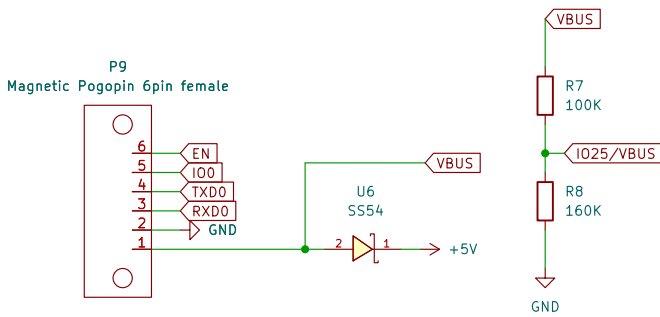 VBUS
P9
Magnetic Pogopin 6pin female
R7
100K
6
EN
5
IO0
4
TXD0
3
RXD0
2
GND
1
VBUS
U6
SS54
2
1
+5V
IO25/VBUS
R8
160K
GND